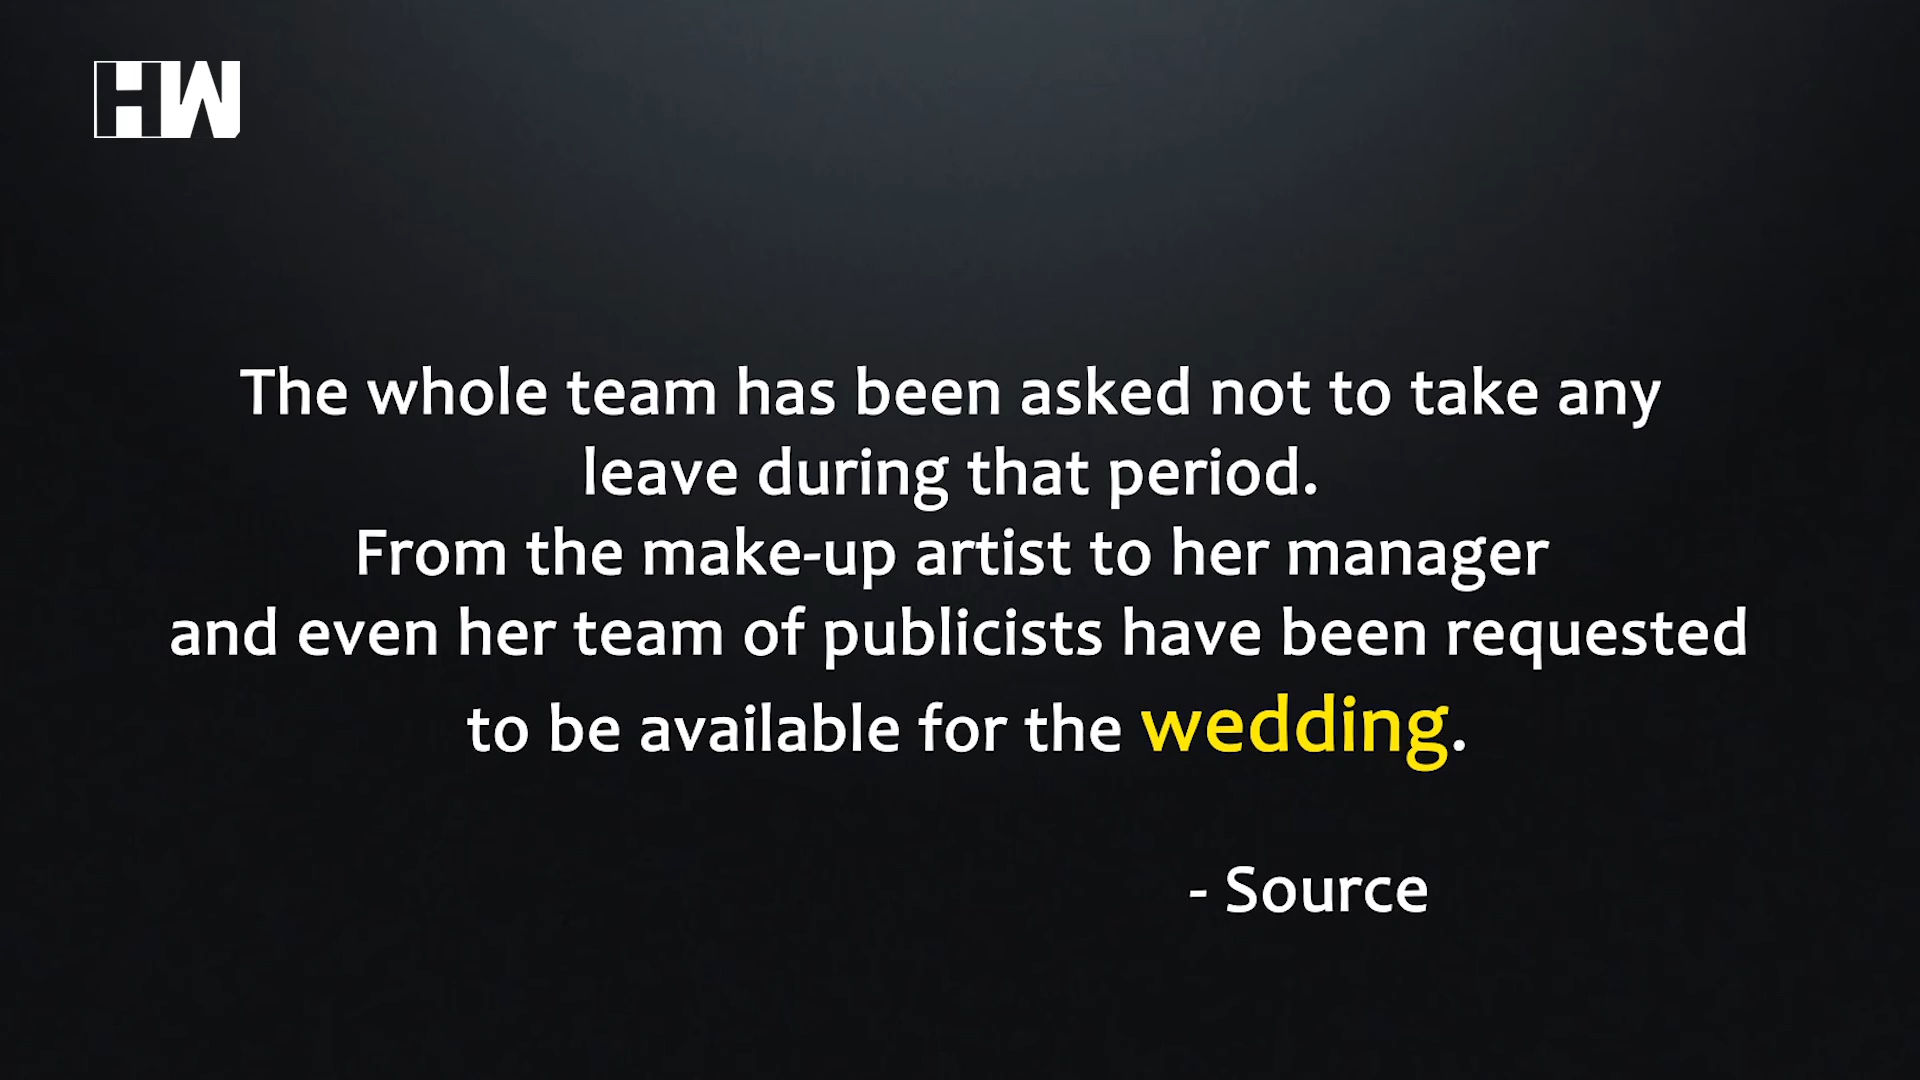 HW
The whole team has been asked not to take any
leave during that period.
From the make-up artist to her manager
and even her team of publicists have been requested
to be available for the wedding.
- Source